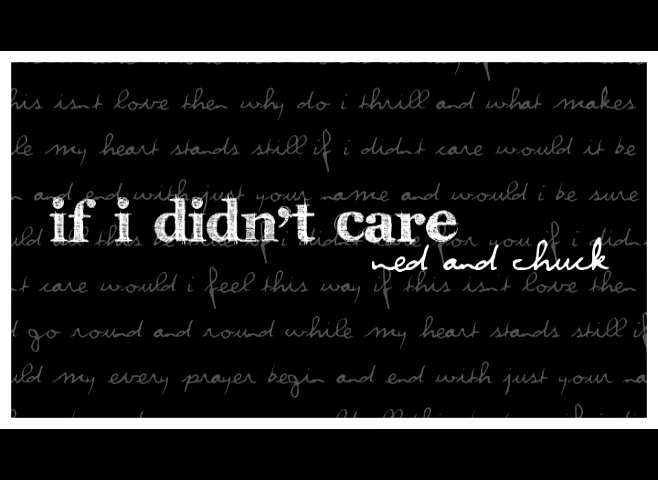 his isn't love then why do i thrill and what makes
le my heart stands still if i didn't care would it be
n and end with just your name and would i be sure
if i didn't care
ned and chuck
t care would i feel this way if this isn't love then
d go round and round while my heart stands still if
uld my every prayer begin and end with just your na